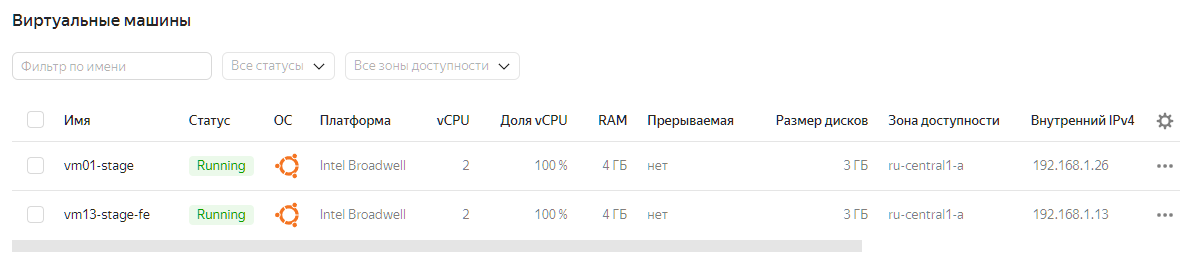 Виртуальные машины
Фильтр по имени Все статусы Все зоны доступности
Имя Статус ОС Платформа vCPU Доля vCPU RAM Прерываемая Размер дисков Зона доступности Внутренний IPv4
vm01-stage Running Intel Broadwell 2 100 % 4 ГБ нет 3 ГБ ru-central1-a 192.168.1.26
vm13-stage-fe Running Intel Broadwell 2 100 % 4 ГБ нет 3 ГБ ru-central1-a 192.168.1.13